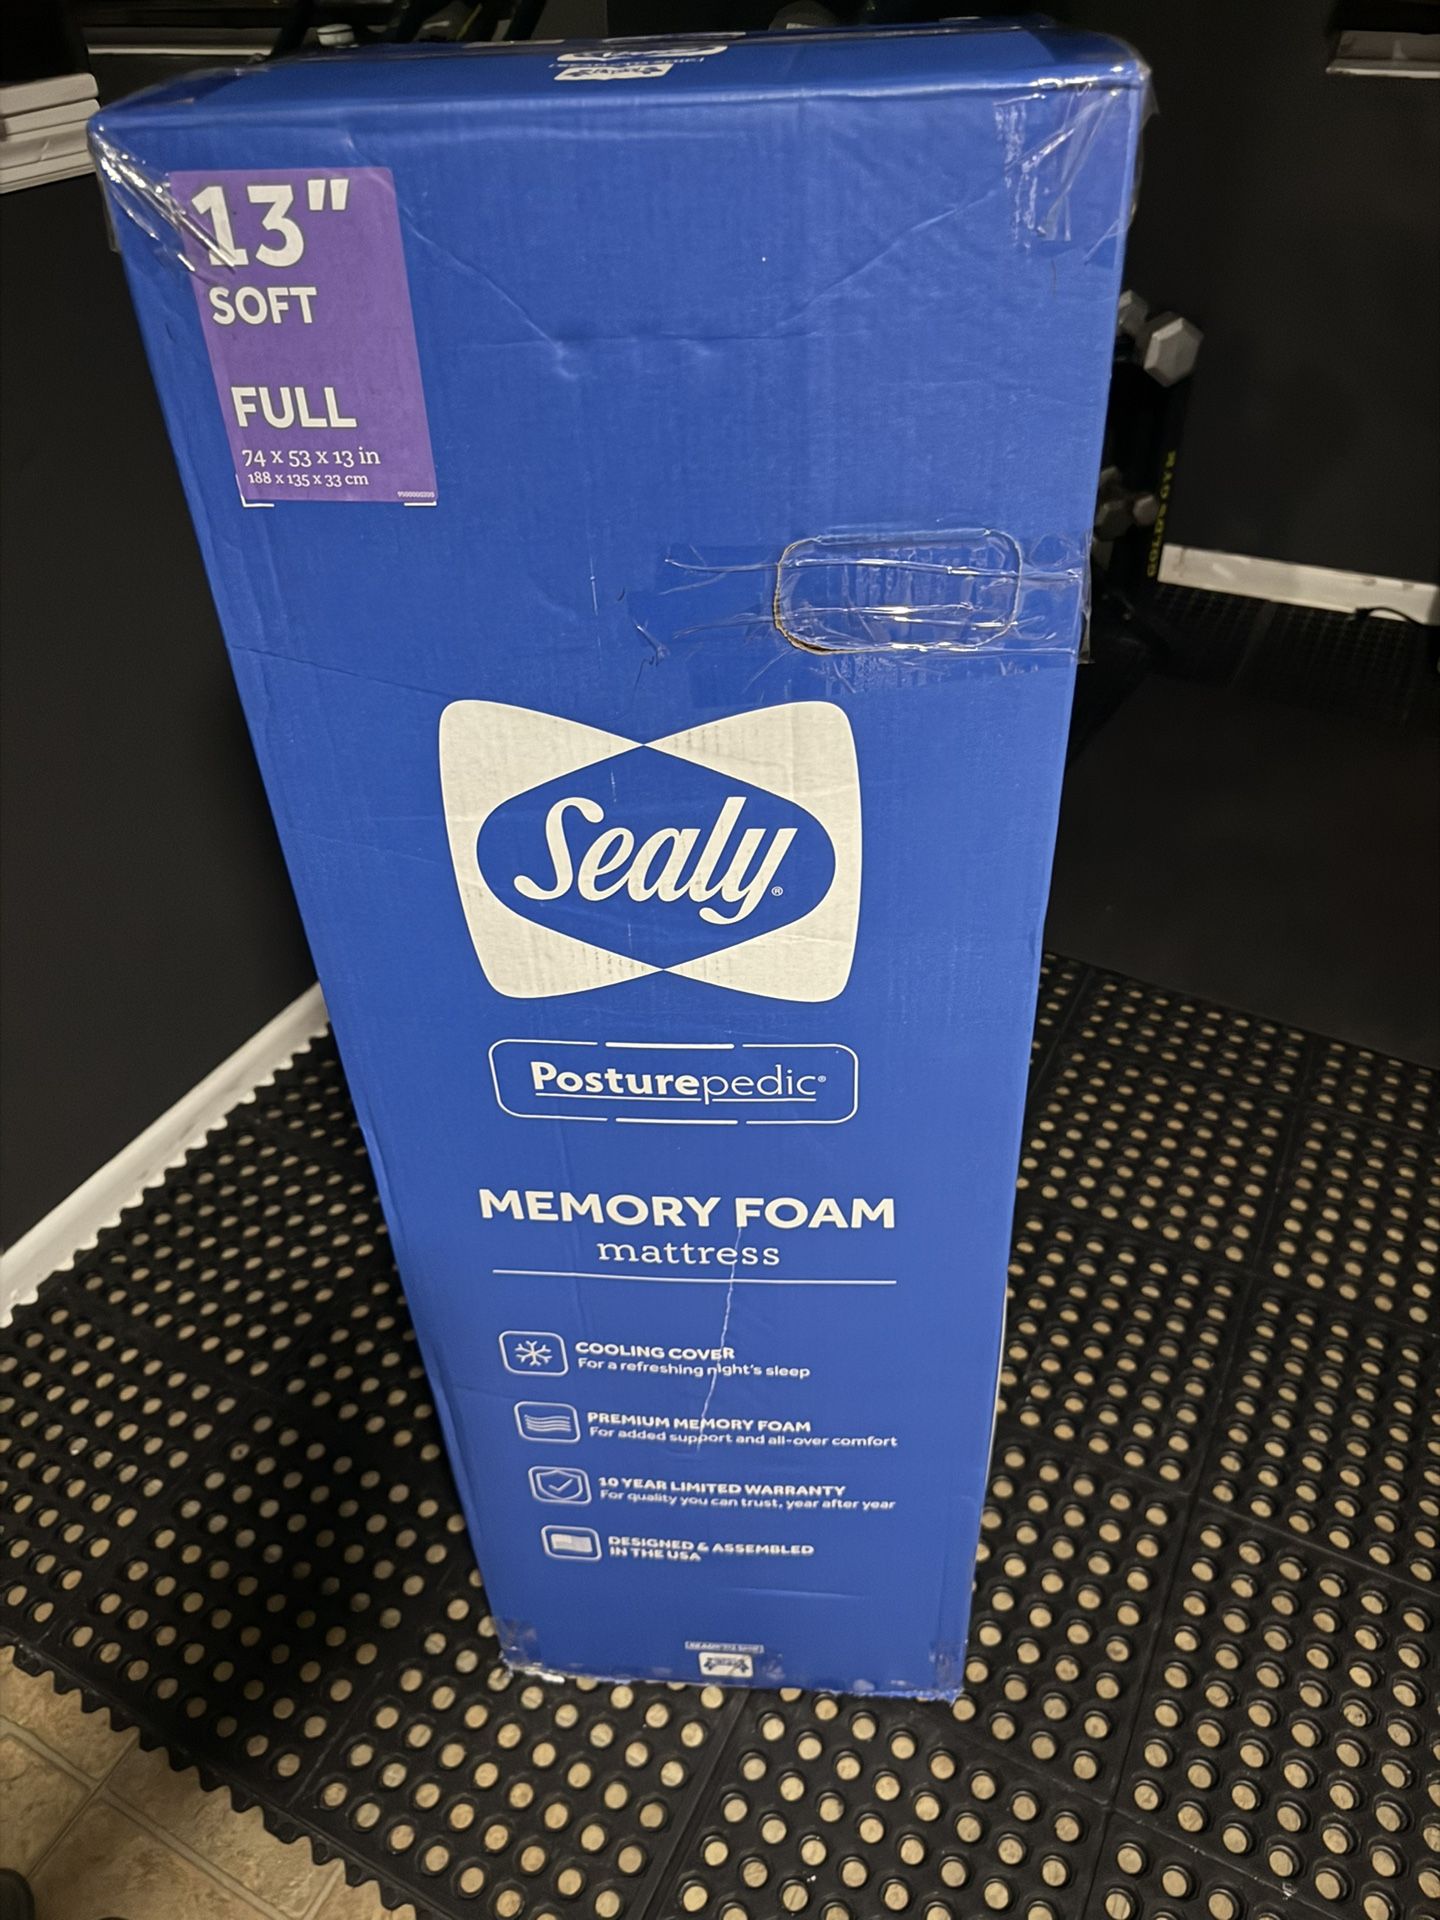 13"
SOFT
FULL
74 x 53 x 13 in
188 x 135 x 33 cm
Sealy®
Posturepedic®
MEMORY FOAM
mattress
COOLING COVER
For a refreshing night's sleep
PREMIUM MEMORY FOAM
For added support and all-over comfort
10 YEAR LIMITED WARRANTY
For quality you can trust, year after year
DESIGNED & ASSEMBLED
IN THE USA
GOLD'S GYM